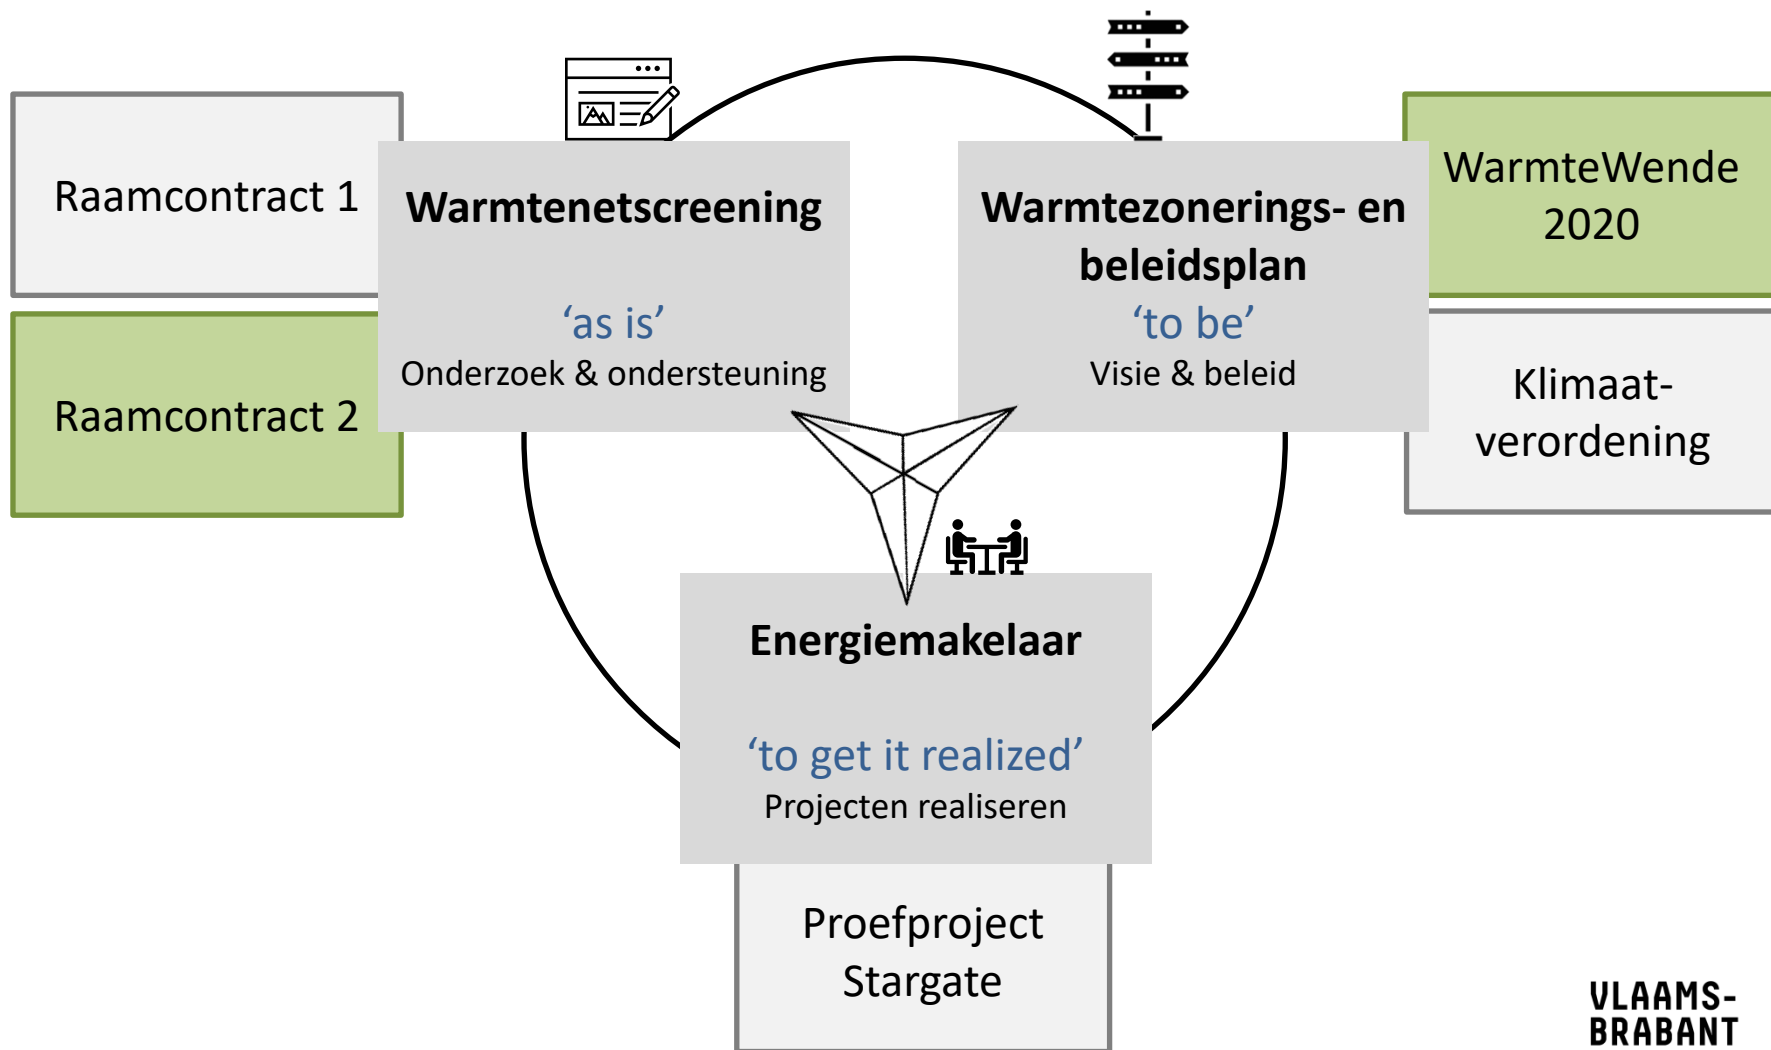 Raamcontract 1
Raamcontract 2
Warmtenetscreening
‘as is’
Onderzoek & ondersteuning
Warmtezonerings- en
beleidsplan
‘to be’
Visie & beleid
WarmteWende
2020
Klimaat-
verordening
Energiemakelaar
‘to get it realized’
Projecten realiseren
Proefproject
Stargate
VLAAMS-
BRABANT